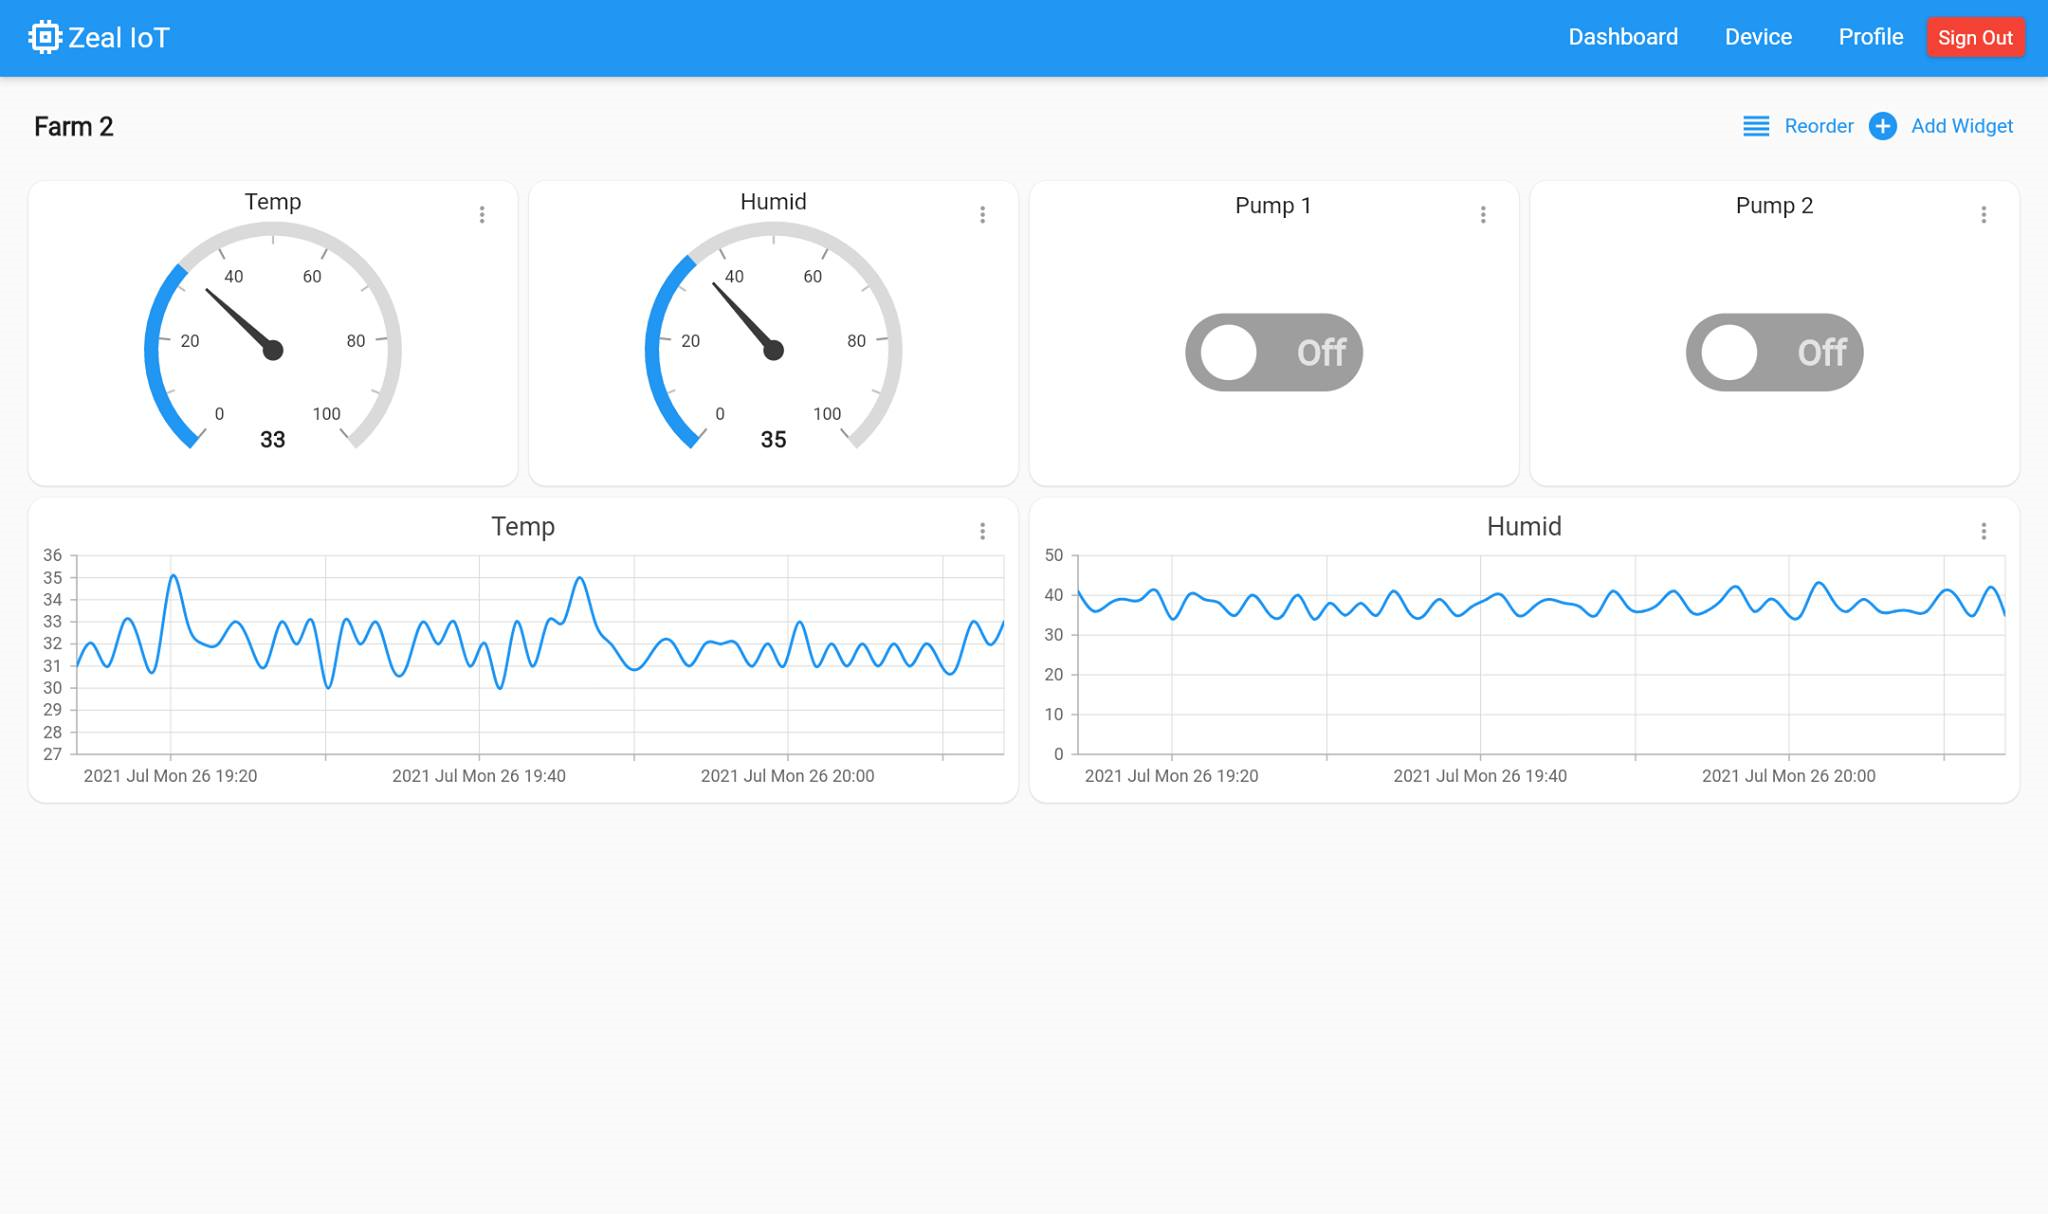 Zeal IoT
Dashboard Device Profile Sign Out
Farm 2
Reorder Add Widget
Temp
0
20
40
60
80
100
33
Humid
0
20
40
60
80
100
35
Pump 1
Off
Pump 2
Off
Temp
36
35
34
33
32
31
30
29
28
27
2021 Jul Mon 26 19:20 2021 Jul Mon 26 19:40 2021 Jul Mon 26 20:00
Humid
50
40
30
20
10
0
2021 Jul Mon 26 19:20 2021 Jul Mon 26 19:40 2021 Jul Mon 26 20:00